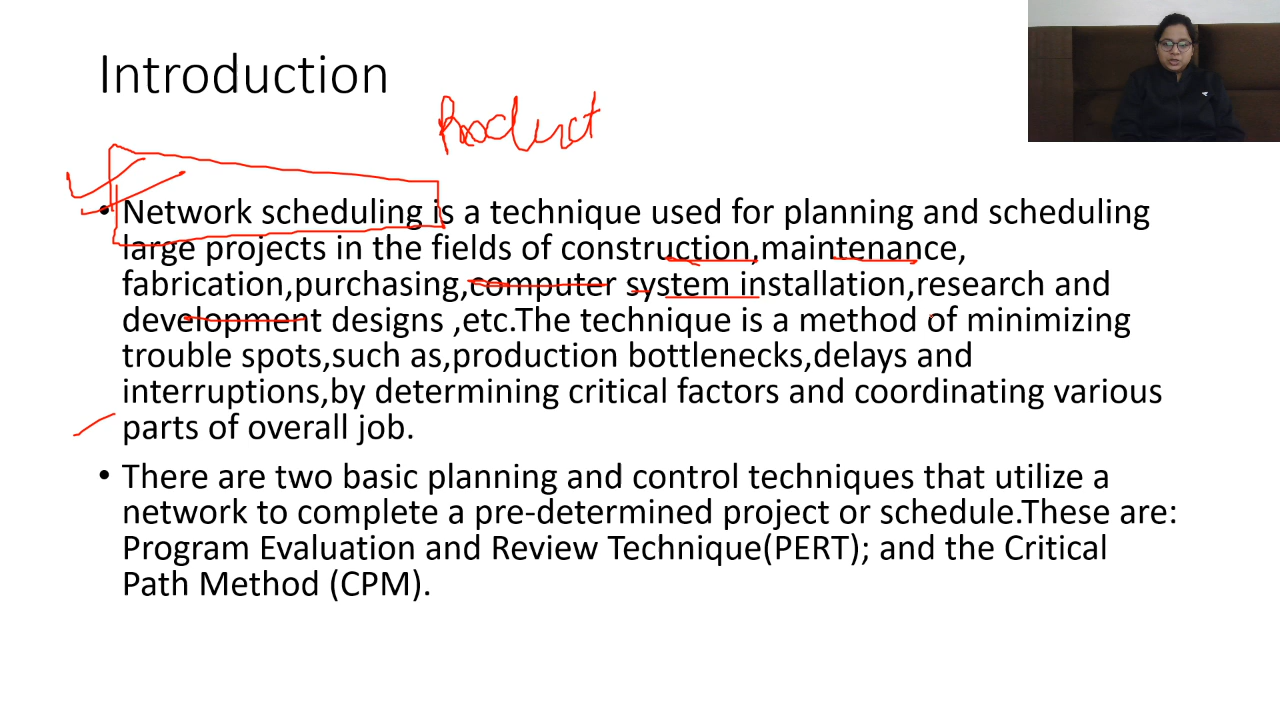 Introduction
Product
• Network scheduling is a technique used for planning and scheduling
large projects in the fields of construction,maintenance,
fabrication,purchasing,computer system installation,research and
development designs ,etc.The technique is a method of minimizing
trouble spots,such as,production bottlenecks,delays and
interruptions,by determining critical factors and coordinating various
parts of overall job.
• There are two basic planning and control techniques that utilize a
network to complete a pre-determined project or schedule.These are:
Program Evaluation and Review Technique(PERT); and the Critical
Path Method (CPM).